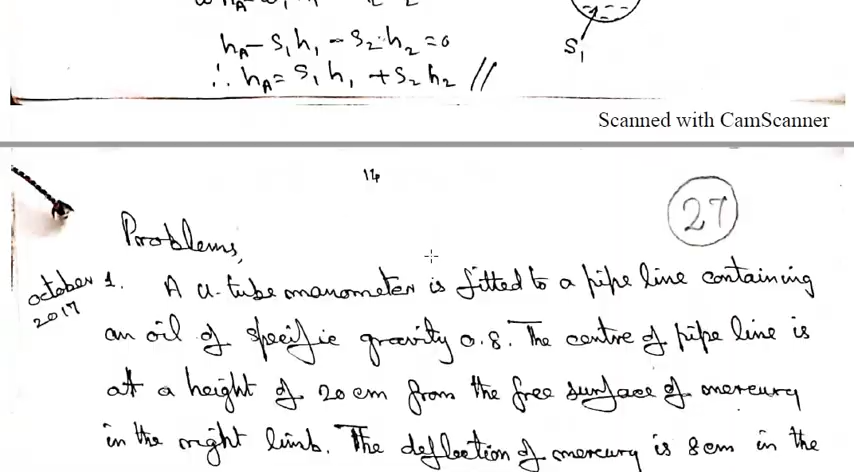 hA - S1h1 - S2·h2 = 0
S1
∴ hA = S1h1 + S2h2 //
Scanned with CamScanner
14
27
Problems,
October 2017
1. A U-tube manometer is fitted to a pipe line containing
an oil of specific gravity 0.8. The centre of pipe line is
at a height of 20 cm from the free surface of mercury
in the right limb. The deflection of mercury is 8cm in the